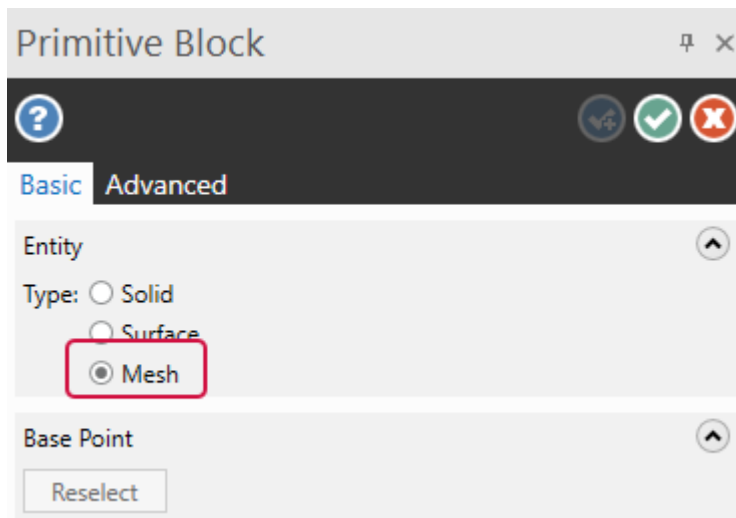 Primitive Block
Basic Advanced
Entity
Type: Solid
Surface
Mesh
Base Point
Reselect